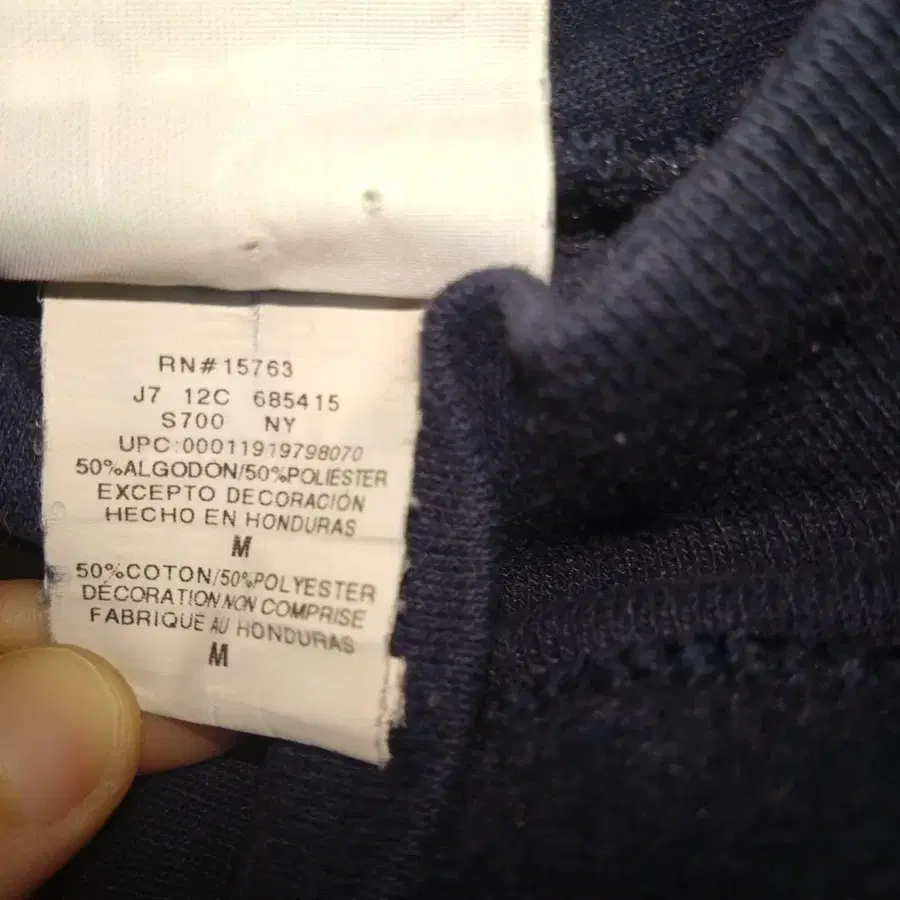 RN#15763
J7 12C 685415
S700 NY
UPC:00011919798070
50%ALGODON/50%POLIESTER
EXCEPTO DECORACIÓN
HECHO EN HONDURAS
M
50%COTON/50%POLYESTER
DÉCORATION NON COMPRISE
FABRIQUÉ AU HONDURAS
M